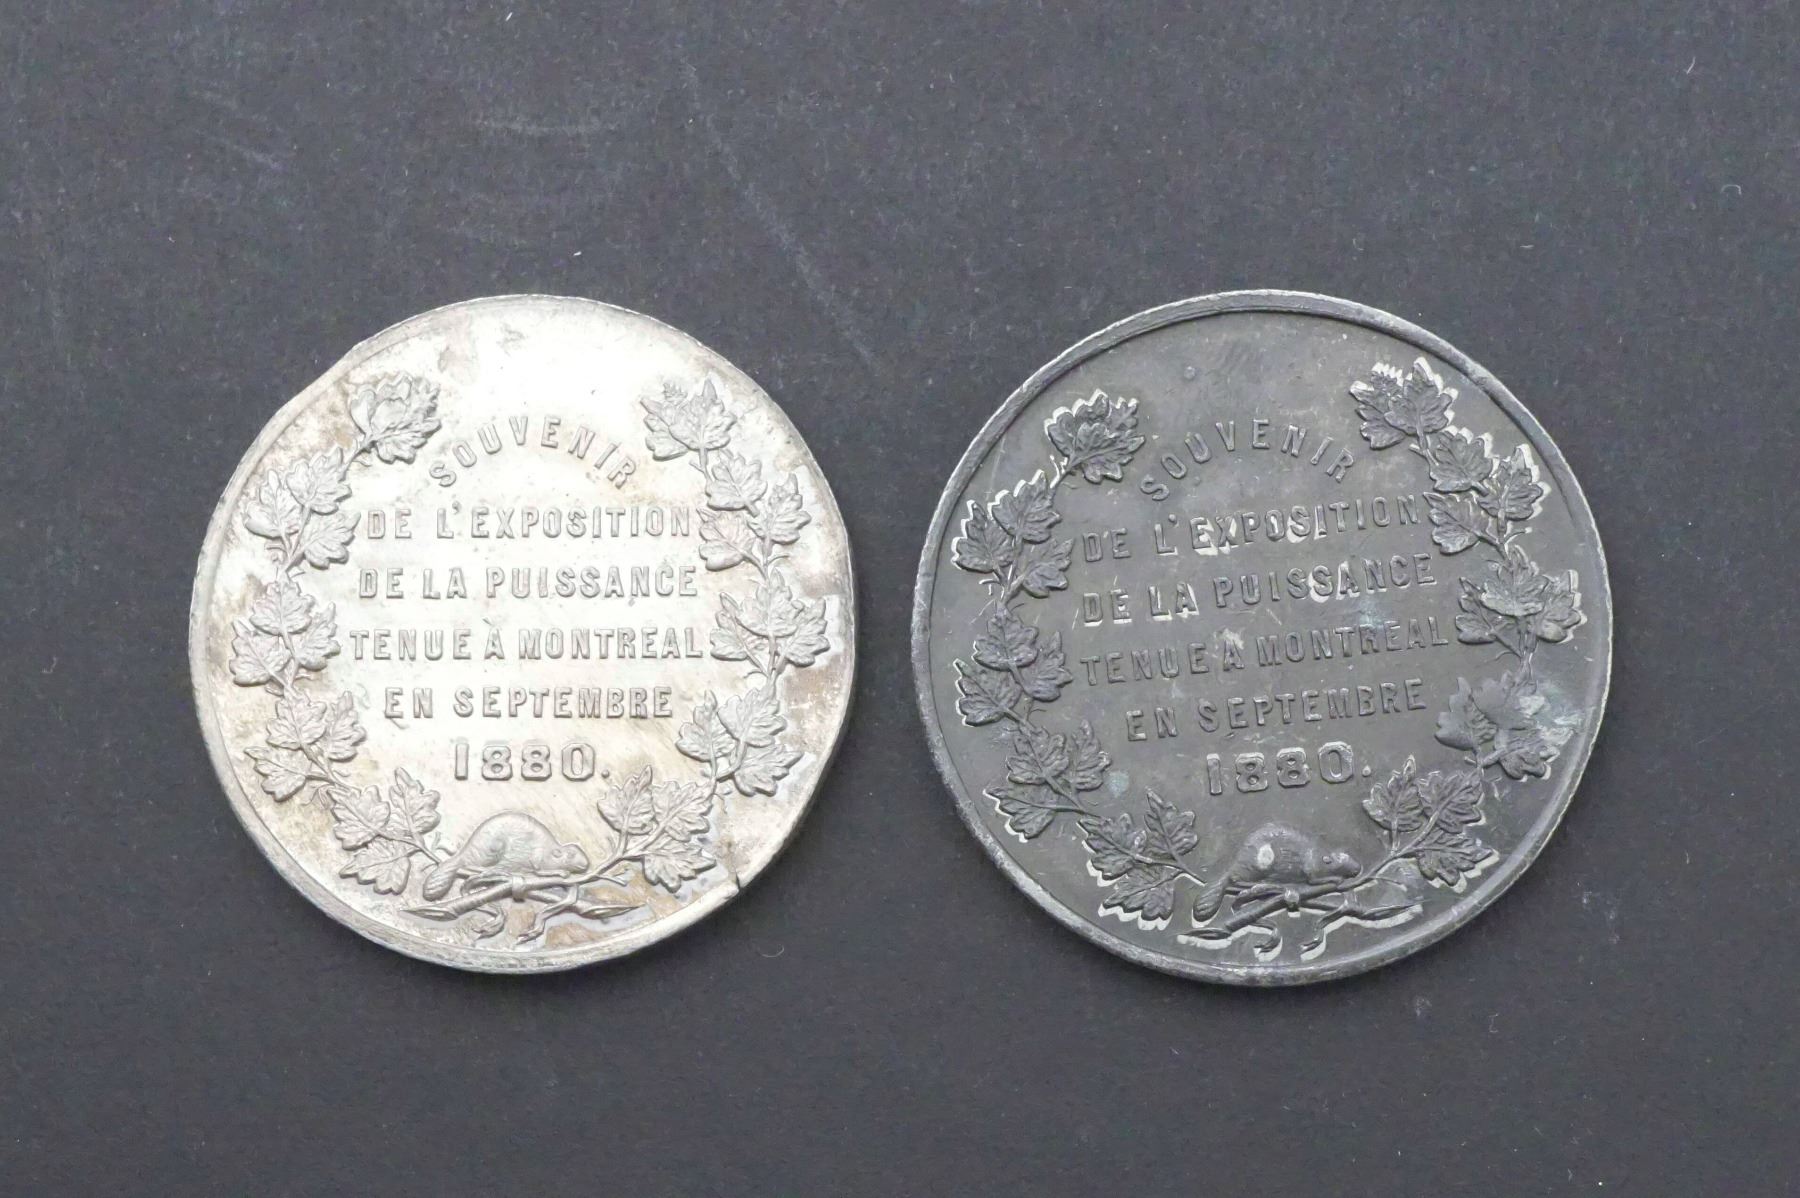 SOUVENIR
DE L'EXPOSITION
DE LA PUISSANCE
TENUE À MONTREAL
EN SEPTEMBRE
1880.
SOUVENIR
DE L'EXPOSITION
DE LA PUISSANCE
TENUE À MONTREAL
EN SEPTEMBRE
1880.